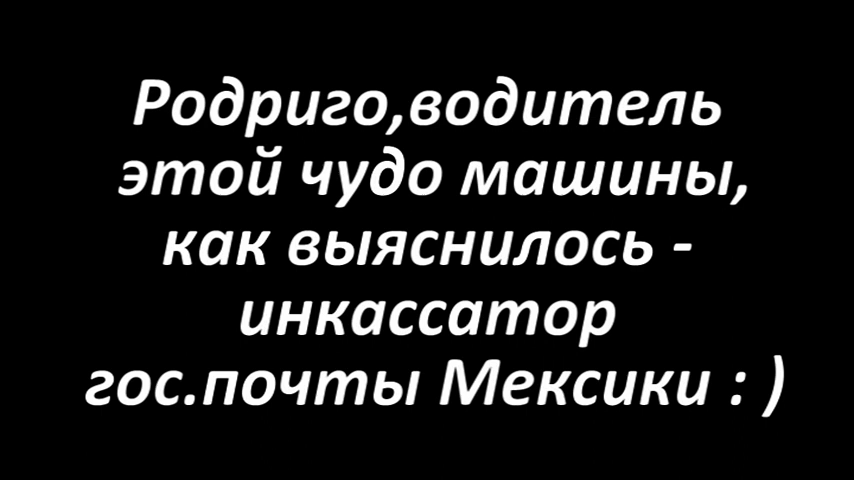 Родриго,водитель
этой чудо машины,
как выяснилось -
инкассатор
гос.почты Мексики : )